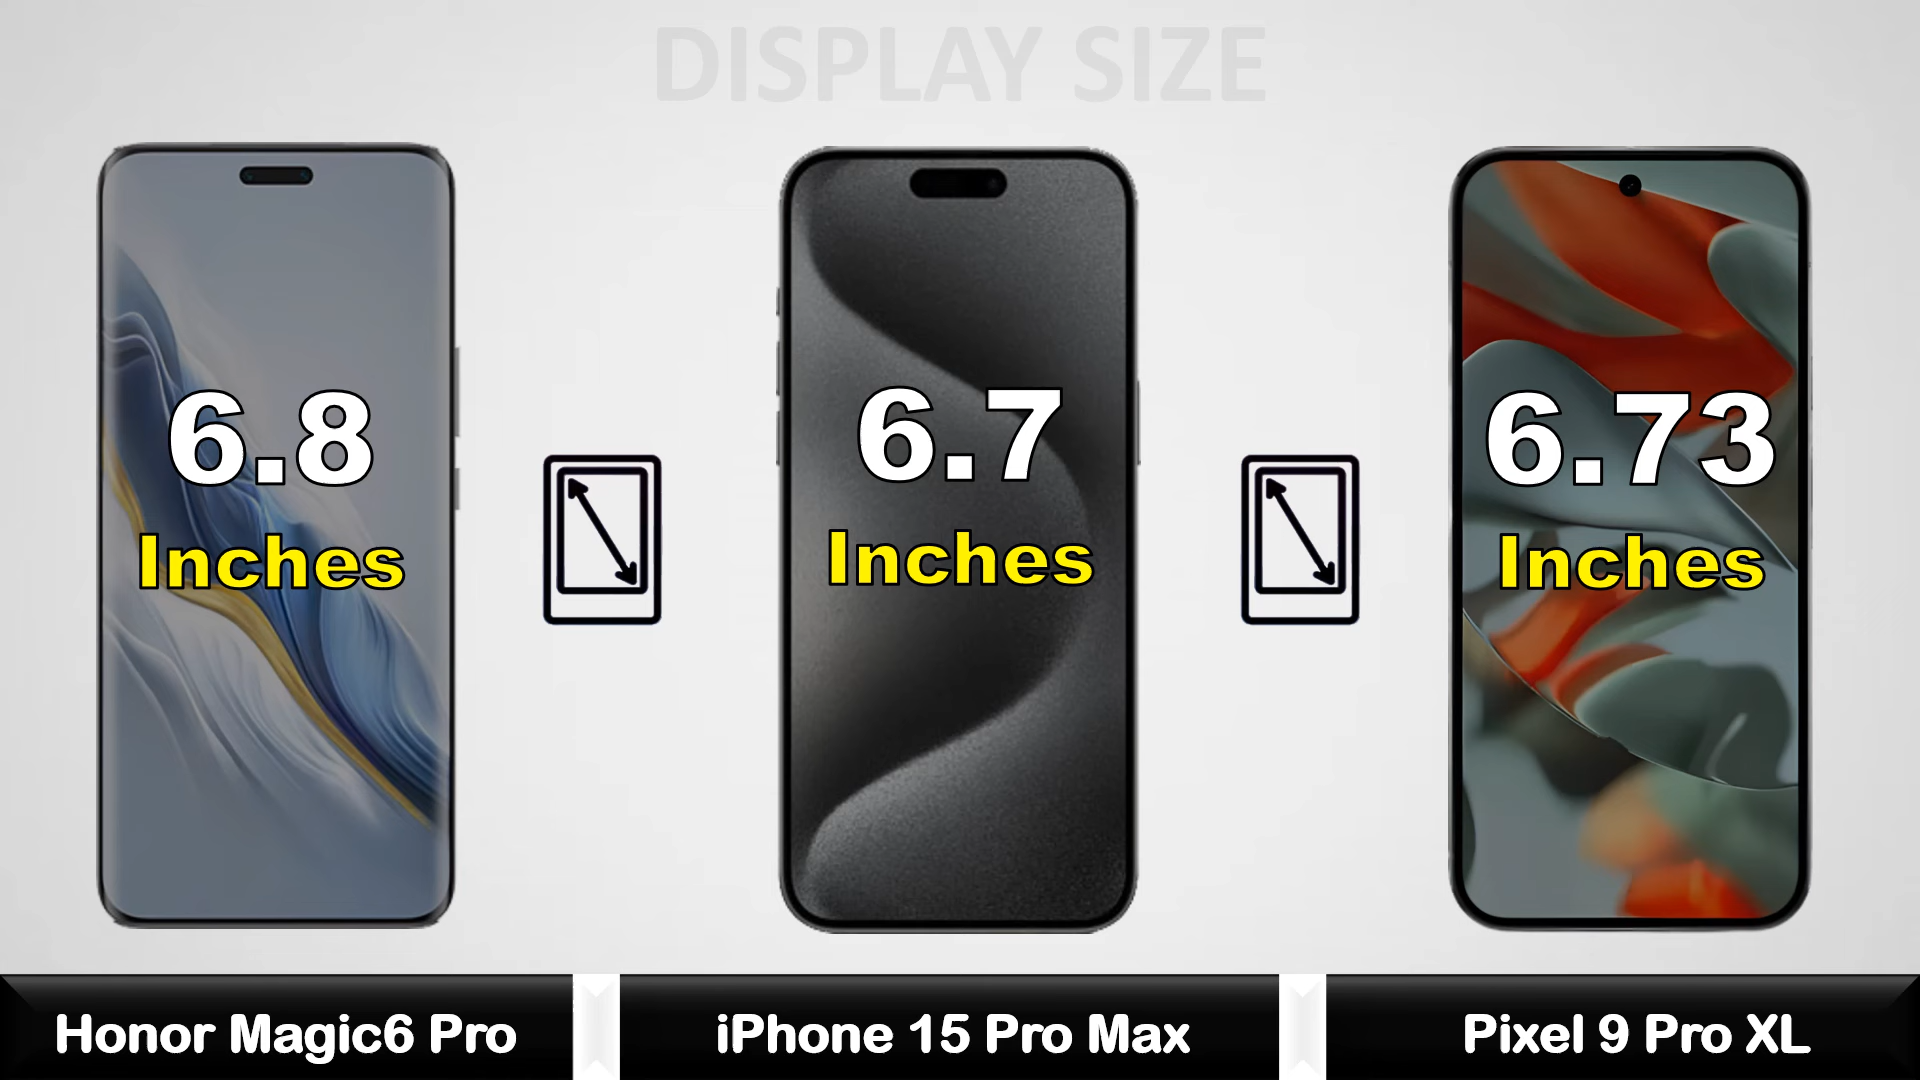 DISPLAY SIZE
6.8
Inches
6.7
Inches
6.73
Inches
Honor Magic6 Pro
iPhone 15 Pro Max
Pixel 9 Pro XL